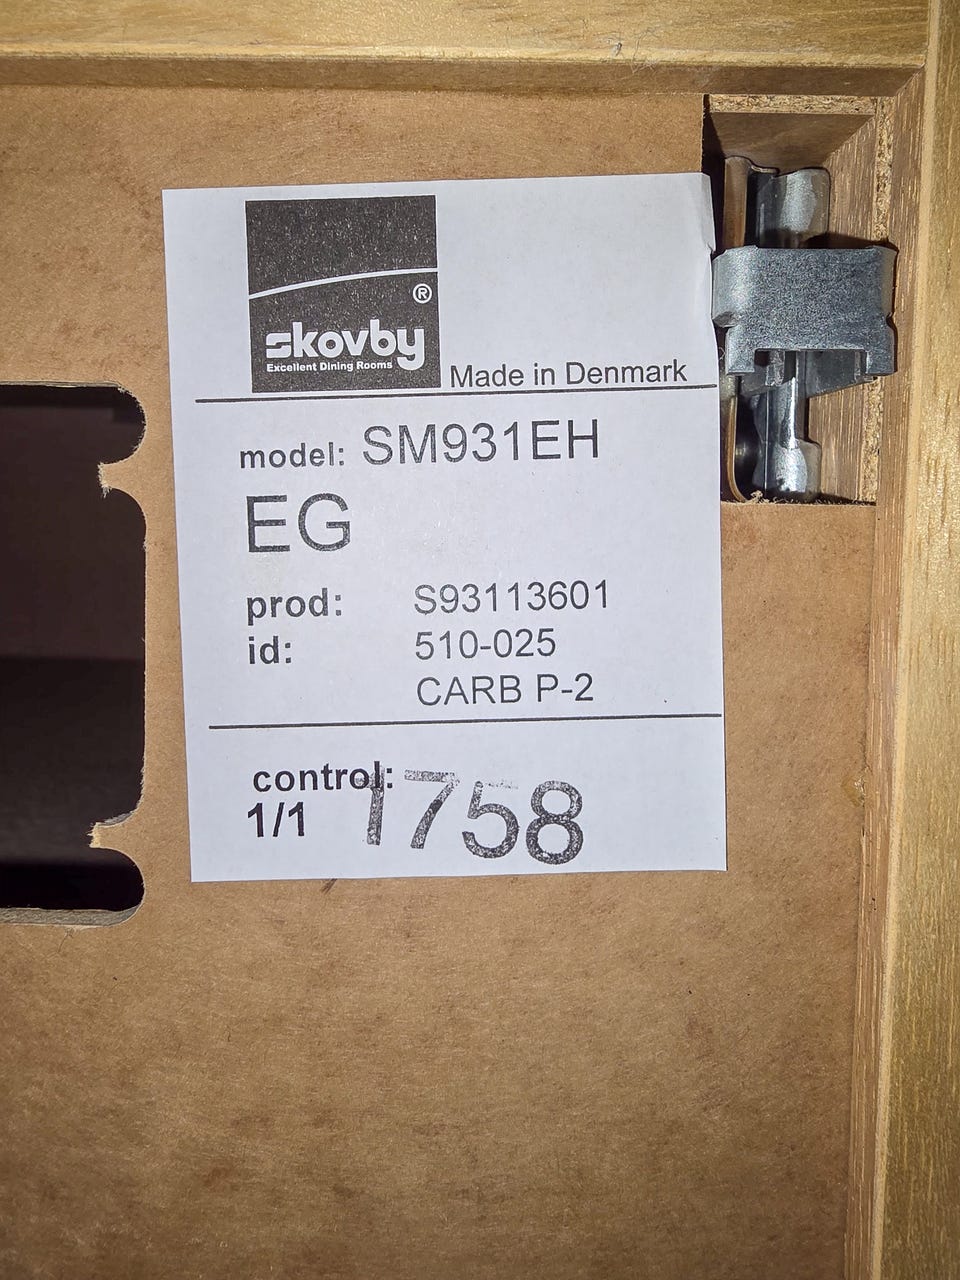 ®
skovby
Excellent Dining Rooms
Made in Denmark
model: SM931EH
EG
prod: S93113601
id: 510-025
CARB P-2
control: 1758
1/1